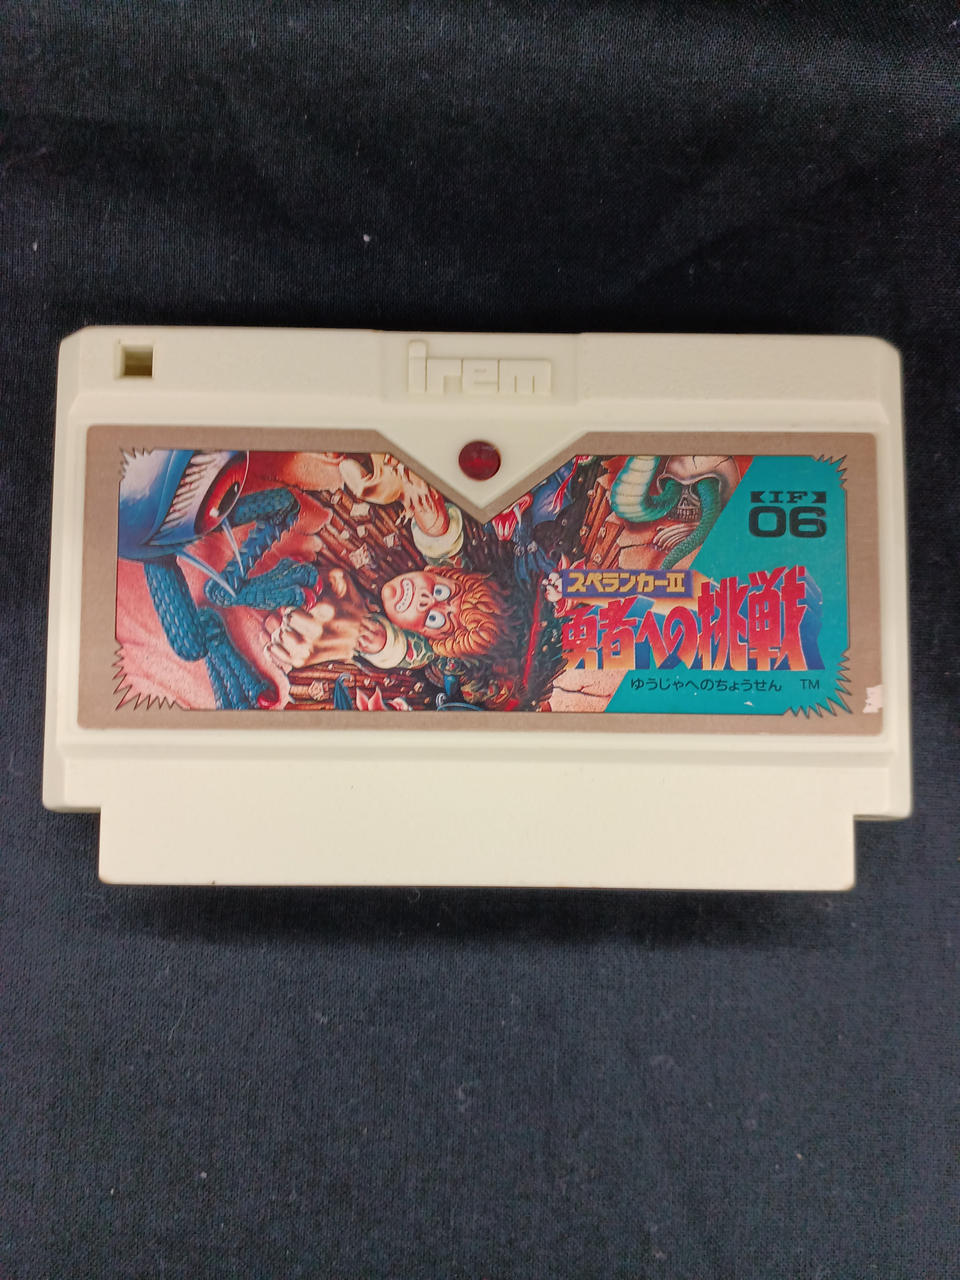 irem
【IF】
06
スペランカーII
勇者への挑戦
ゆうじゃへのちょうせん TM